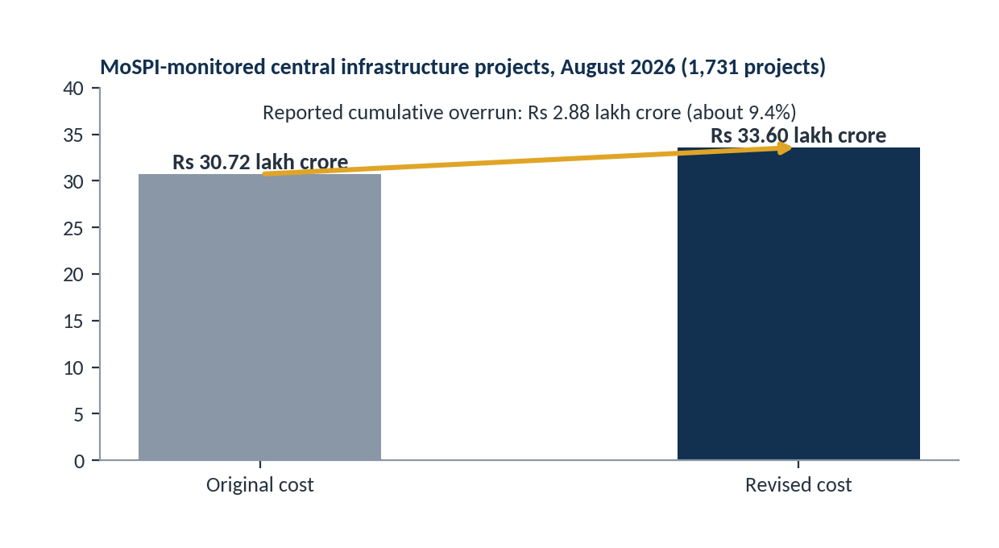 MoSPI-monitored central infrastructure projects, August 2026 (1,731 projects)
40
Reported cumulative overrun: Rs 2.88 lakh crore (about 9.4%)
35
Rs 33.60 lakh crore
Rs 30.72 lakh crore
30
25
20
15
10
5
0
Original cost
Revised cost